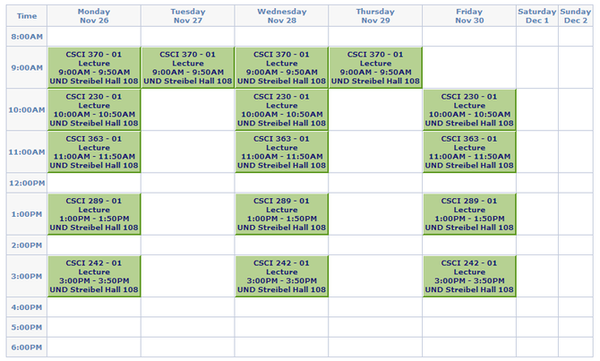 Time
Monday
Nov 26
Tuesday
Nov 27
Wednesday
Nov 28
Thursday
Nov 29
Friday
Nov 30
Saturday
Dec 1
Sunday
Dec 2
8:00AM
9:00AM
CSCI 370 - 01
Lecture
9:00AM - 9:50AM
UND Streibel Hall 108
CSCI 370 - 01
Lecture
9:00AM - 9:50AM
UND Streibel Hall 108
CSCI 370 - 01
Lecture
9:00AM - 9:50AM
UND Streibel Hall 108
CSCI 370 - 01
Lecture
9:00AM - 9:50AM
UND Streibel Hall 108
10:00AM
CSCI 230 - 01
Lecture
10:00AM - 10:50AM
UND Streibel Hall 108
CSCI 230 - 01
Lecture
10:00AM - 10:50AM
UND Streibel Hall 108
CSCI 230 - 01
Lecture
10:00AM - 10:50AM
UND Streibel Hall 108
11:00AM
CSCI 363 - 01
Lecture
11:00AM - 11:50AM
UND Streibel Hall 108
CSCI 363 - 01
Lecture
11:00AM - 11:50AM
UND Streibel Hall 108
CSCI 363 - 01
Lecture
11:00AM - 11:50AM
UND Streibel Hall 108
12:00PM
1:00PM
CSCI 289 - 01
Lecture
1:00PM - 1:50PM
UND Streibel Hall 108
CSCI 289 - 01
Lecture
1:00PM - 1:50PM
UND Streibel Hall 108
CSCI 289 - 01
Lecture
1:00PM - 1:50PM
UND Streibel Hall 108
2:00PM
3:00PM
CSCI 242 - 01
Lecture
3:00PM - 3:50PM
UND Streibel Hall 108
CSCI 242 - 01
Lecture
3:00PM - 3:50PM
UND Streibel Hall 108
CSCI 242 - 01
Lecture
3:00PM - 3:50PM
UND Streibel Hall 108
4:00PM
5:00PM
6:00PM